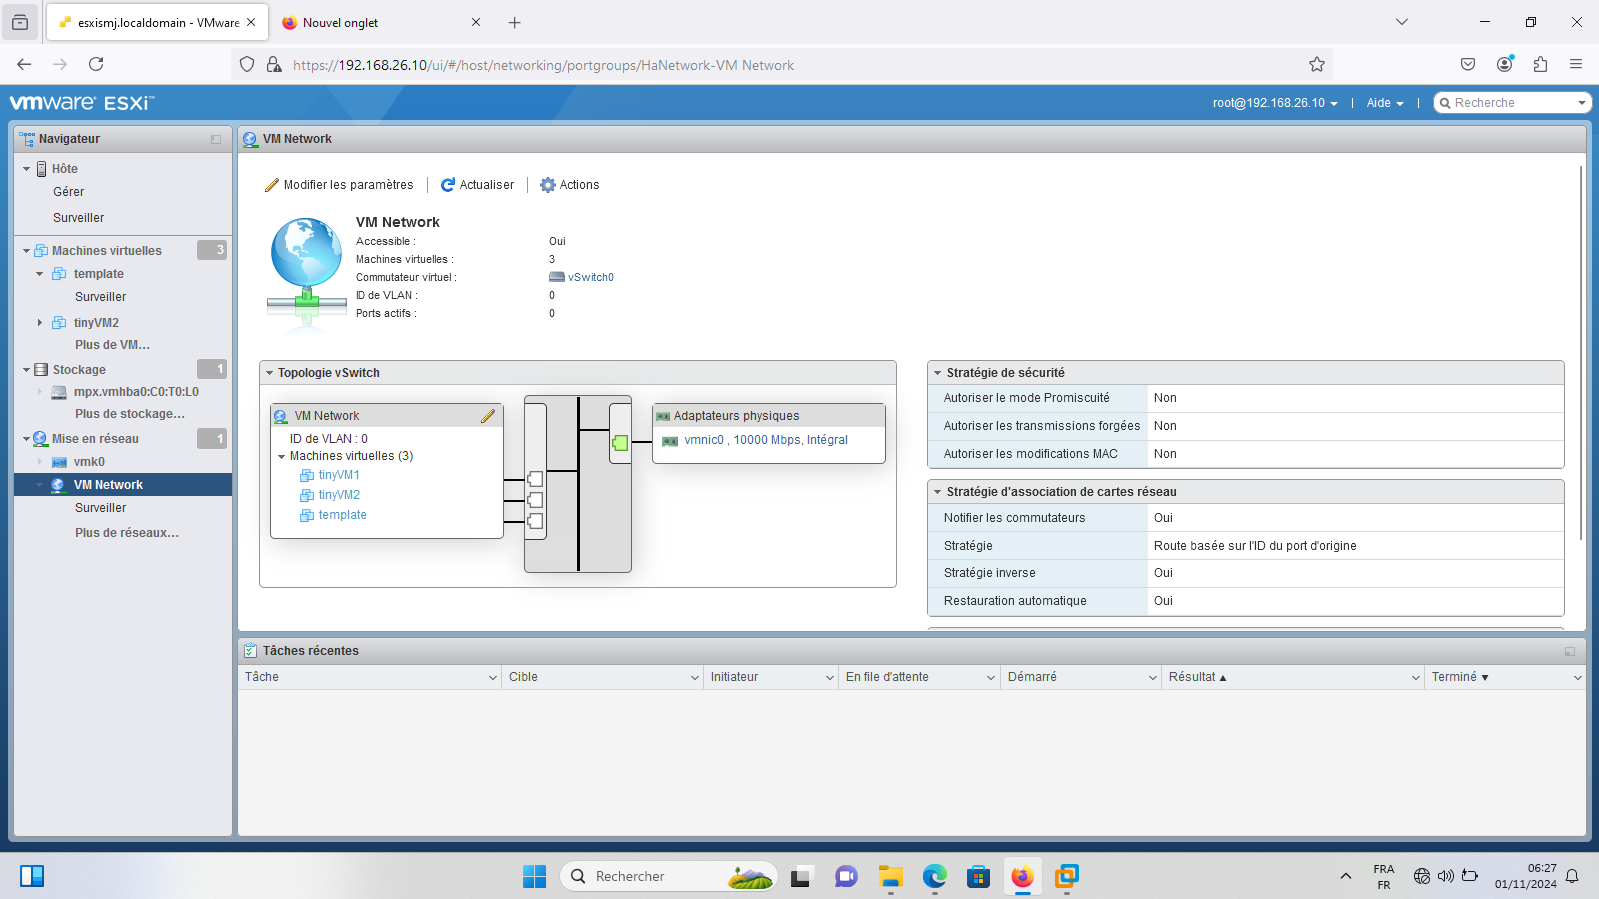 esxismj.localdomain - VMware
Nouvel onglet
https://192.168.26.10/ui/#/host/networking/portgroups/HaNetwork-VM Network
vmware ESXi™
root@192.168.26.10
Aide
Recherche
Navigateur
Hôte
Gérer
Surveiller
Machines virtuelles 3
template
Surveiller
tinyVM2
Plus de VM...
Stockage 1
mpx.vmhba0:C0:T0:L0
Plus de stockage...
Mise en réseau 1
vmk0
VM Network
Surveiller
Plus de réseaux...
VM Network
Modifier les paramètres
Actualiser
Actions
VM Network
Accessible : Oui
Machines virtuelles : 3
Commutateur virtuel : vSwitch0
ID de VLAN : 0
Ports actifs : 0
Topologie vSwitch
VM Network
ID de VLAN : 0
Machines virtuelles (3)
tinyVM1
tinyVM2
template
Adaptateurs physiques
vmnic0 , 10000 Mbps, Intégral
Stratégie de sécurité
Autoriser le mode Promiscuité Non
Autoriser les transmissions forgées Non
Autoriser les modifications MAC Non
Stratégie d'association de cartes réseau
Notifier les commutateurs Oui
Stratégie Route basée sur l'ID du port d'origine
Stratégie inverse Oui
Restauration automatique Oui
Tâches récentes
Tâche Cible Initiateur En file d'attente Démarré Résultat ▲ Terminé ▼
Rechercher
FRA
FR
06:27
01/11/2024